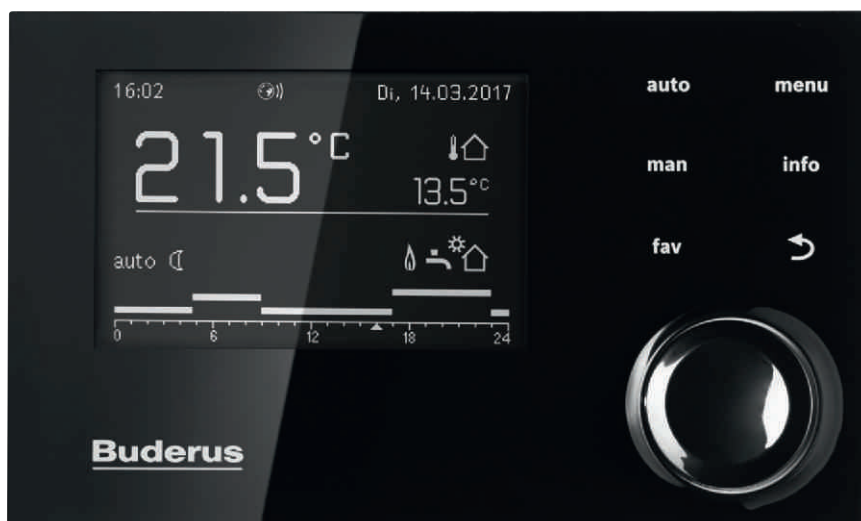 16:02 Di, 14.03.2017
21.5°C
13.5°C
auto
0 6 12 18 24
Buderus
auto menu
man info
fav